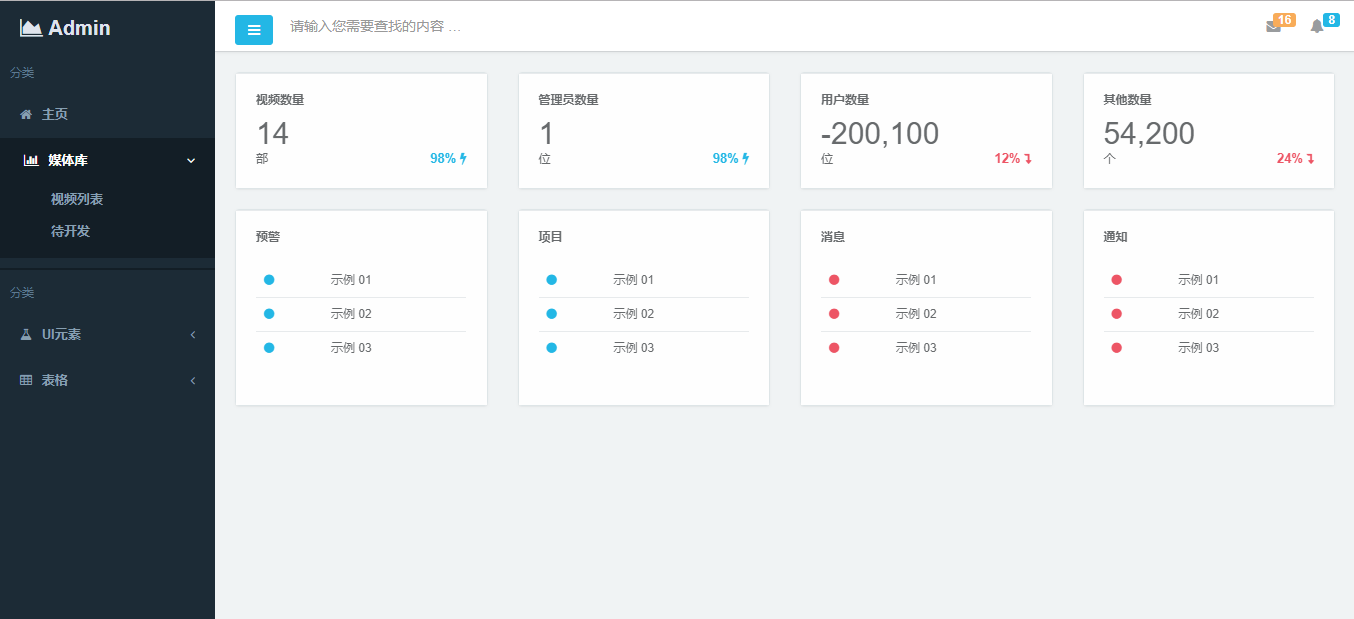 Admin
分类
主页
媒体库
视频列表
待开发
分类
UI元素
表格
请输入您需要查找的内容 …
16
8
视频数量
14
部
98%
管理员数量
1
位
98%
用户数量
-200,100
位
12%
其他数量
54,200
个
24%
预警
示例 01
示例 02
示例 03
项目
示例 01
示例 02
示例 03
消息
示例 01
示例 02
示例 03
通知
示例 01
示例 02
示例 03